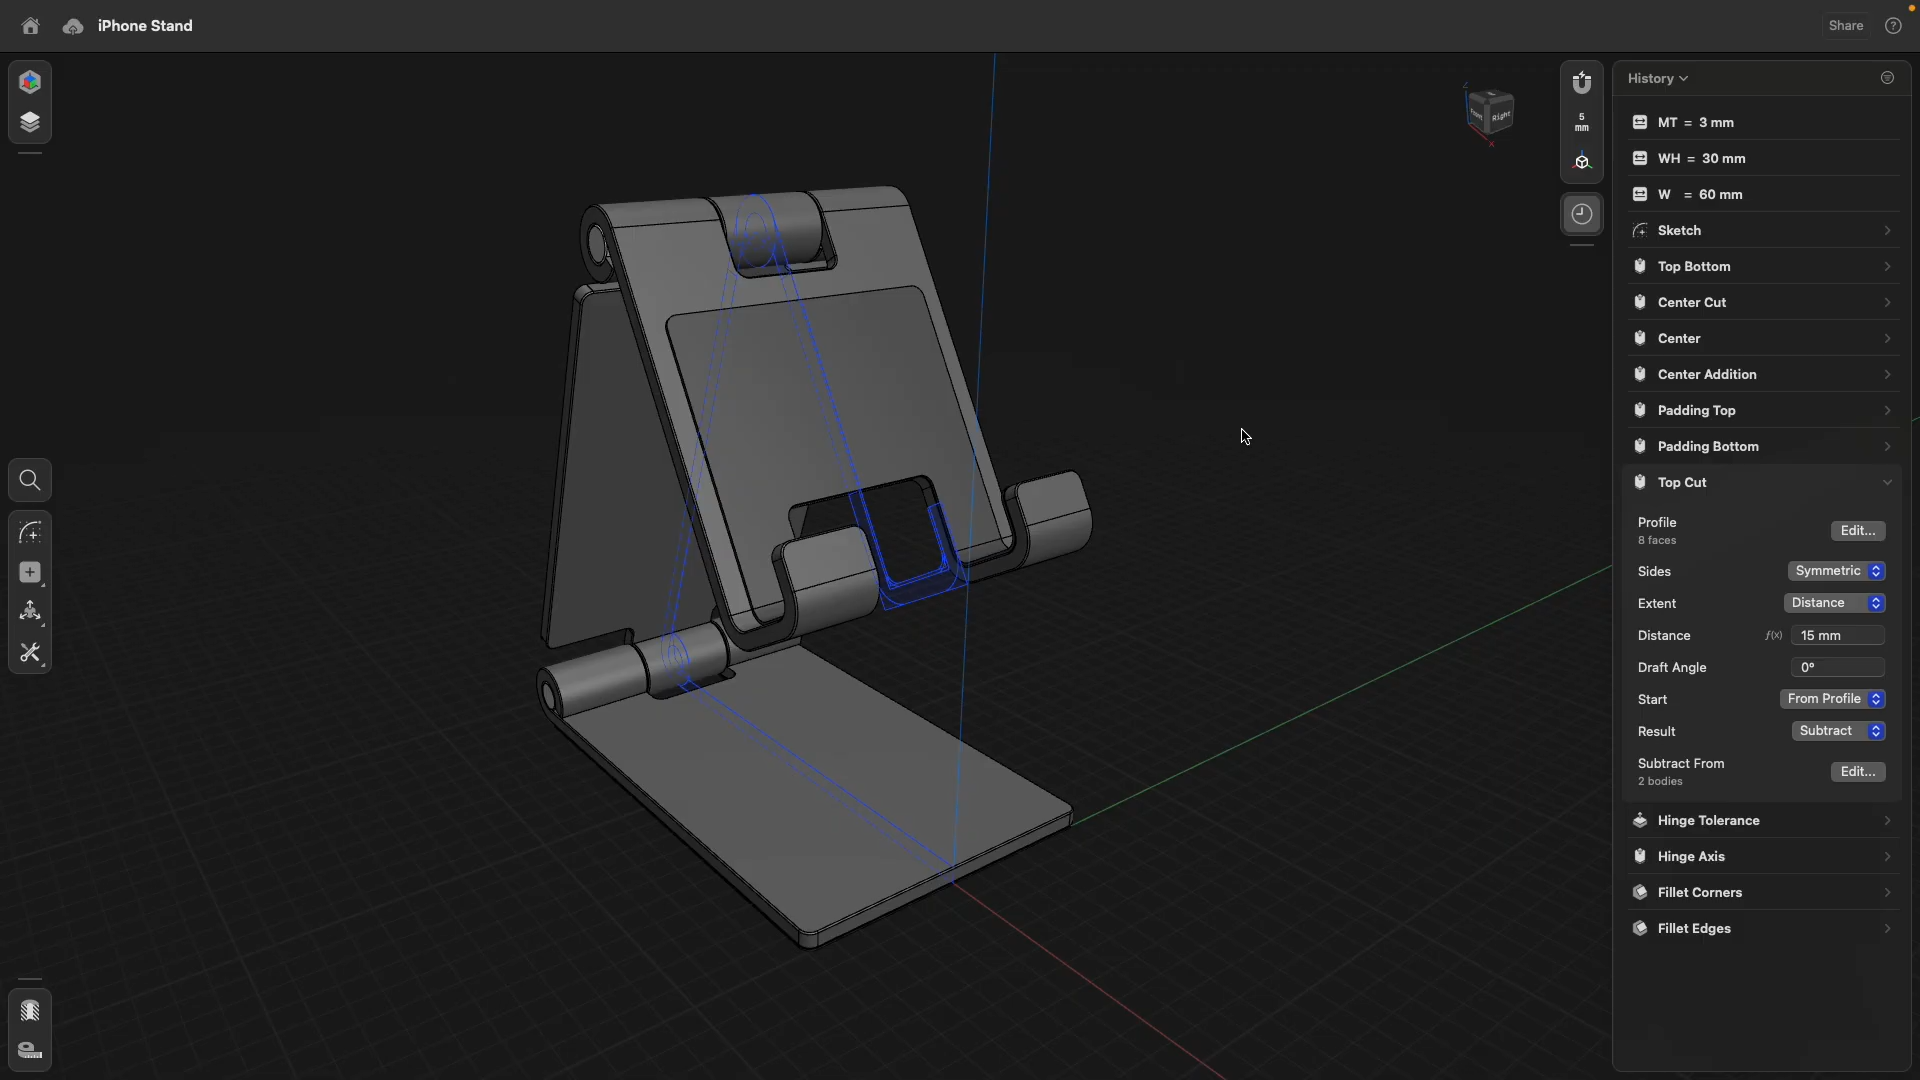 iPhone Stand
Share
?
5
mm
Z
Front
Right
X
History
MT = 3 mm
WH = 30 mm
W = 60 mm
Sketch
Top Bottom
Center Cut
Center
Center Addition
Padding Top
Padding Bottom
Top Cut
Profile
8 faces
Edit...
Sides
Symmetric
Extent
Distance
Distance
f(x)
15 mm
Draft Angle
0°
Start
From Profile
Result
Subtract
Subtract From
2 bodies
Edit...
Hinge Tolerance
Hinge Axis
Fillet Corners
Fillet Edges